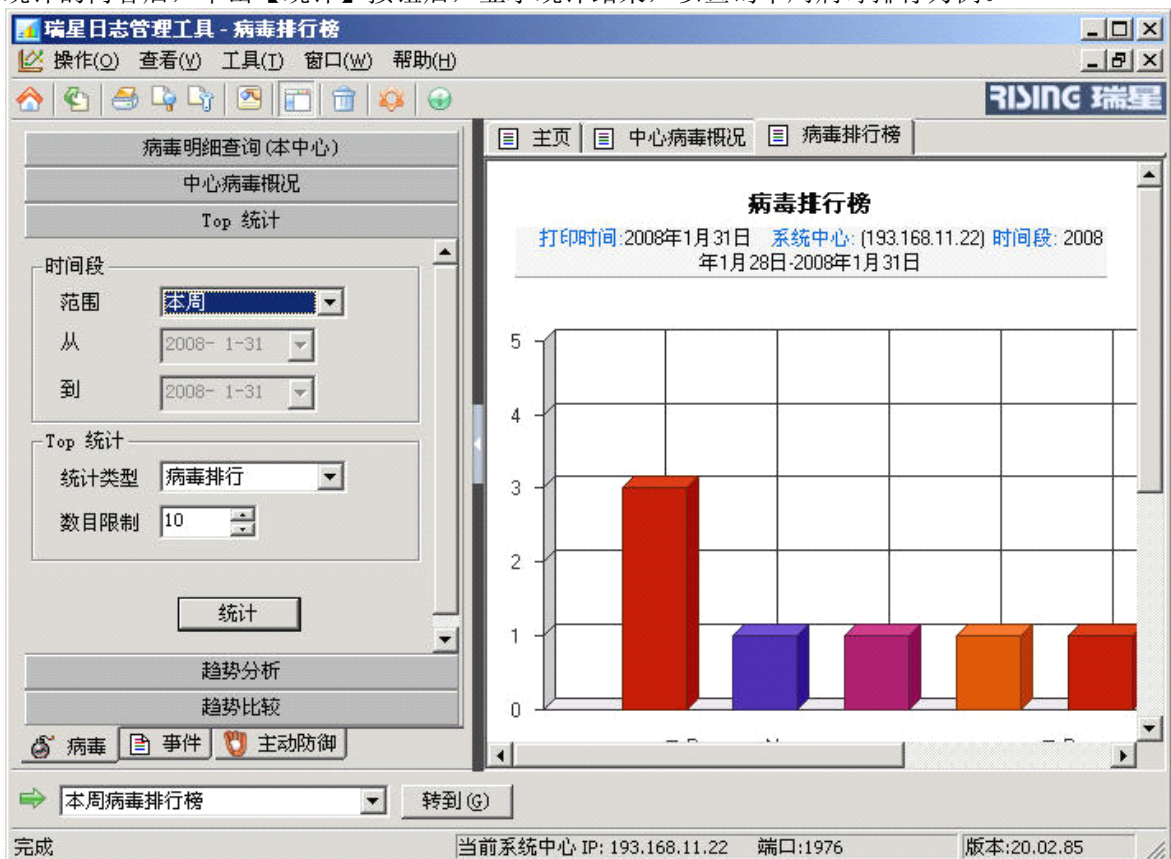 瑞星日志管理工具 - 病毒排行榜
操作(O) 查看(V) 工具(T) 窗口(W) 帮助(H)
RISING 瑞星
病毒明细查询(本中心)
中心病毒概况
Top 统计
时间段
范围 本周
从 2008- 1-31
到 2008- 1-31
Top 统计
统计类型 病毒排行
数目限制 10
统计
趋势分析
趋势比较
病毒 事件 主动防御
主页 中心病毒概况 病毒排行榜
病毒排行榜
打印时间:2008年1月31日 系统中心: (193.168.11.22) 时间段: 2008
年1月28日-2008年1月31日
5
4
3
2
1
0
本周病毒排行榜 转到(G)
完成 当前系统中心 IP: 193.168.11.22 端口:1976 版本:20.02.85